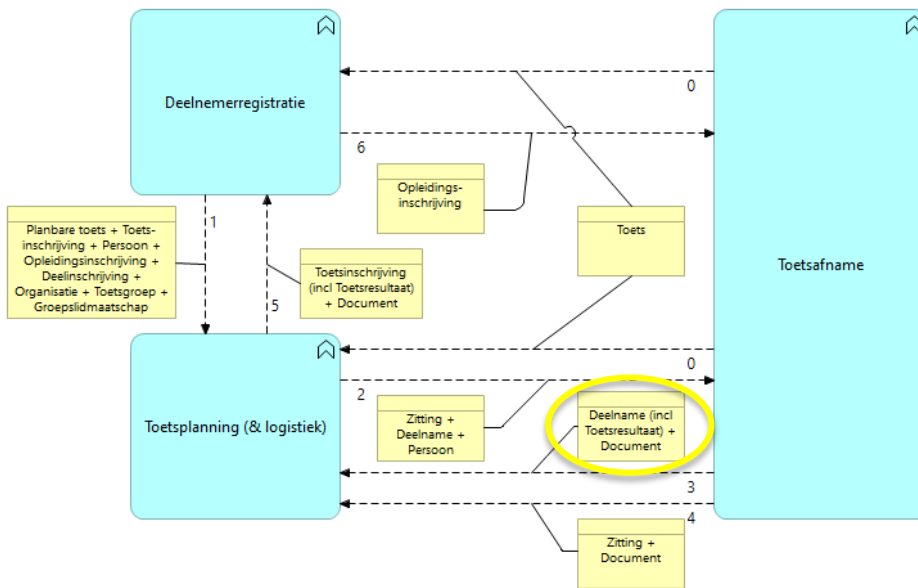 Deelnemerregistratie
0
6
Opleidings-
inschrijving
Toets
Toetsafname
1
Planbare toets + Toets-
inschrijving + Persoon +
Opleidingsinschrijving +
Deelinschrijving +
Organisatie + Toetsgroep +
Groepslidmaatschap
Toetsinschrijving
(incl Toetsresultaat)
+ Document
5
0
2
Toetsplanning (& logistiek)
Zitting +
Deelname +
Persoon
Deelname (incl
Toetsresultaat) +
Document
3
4
Zitting +
Document